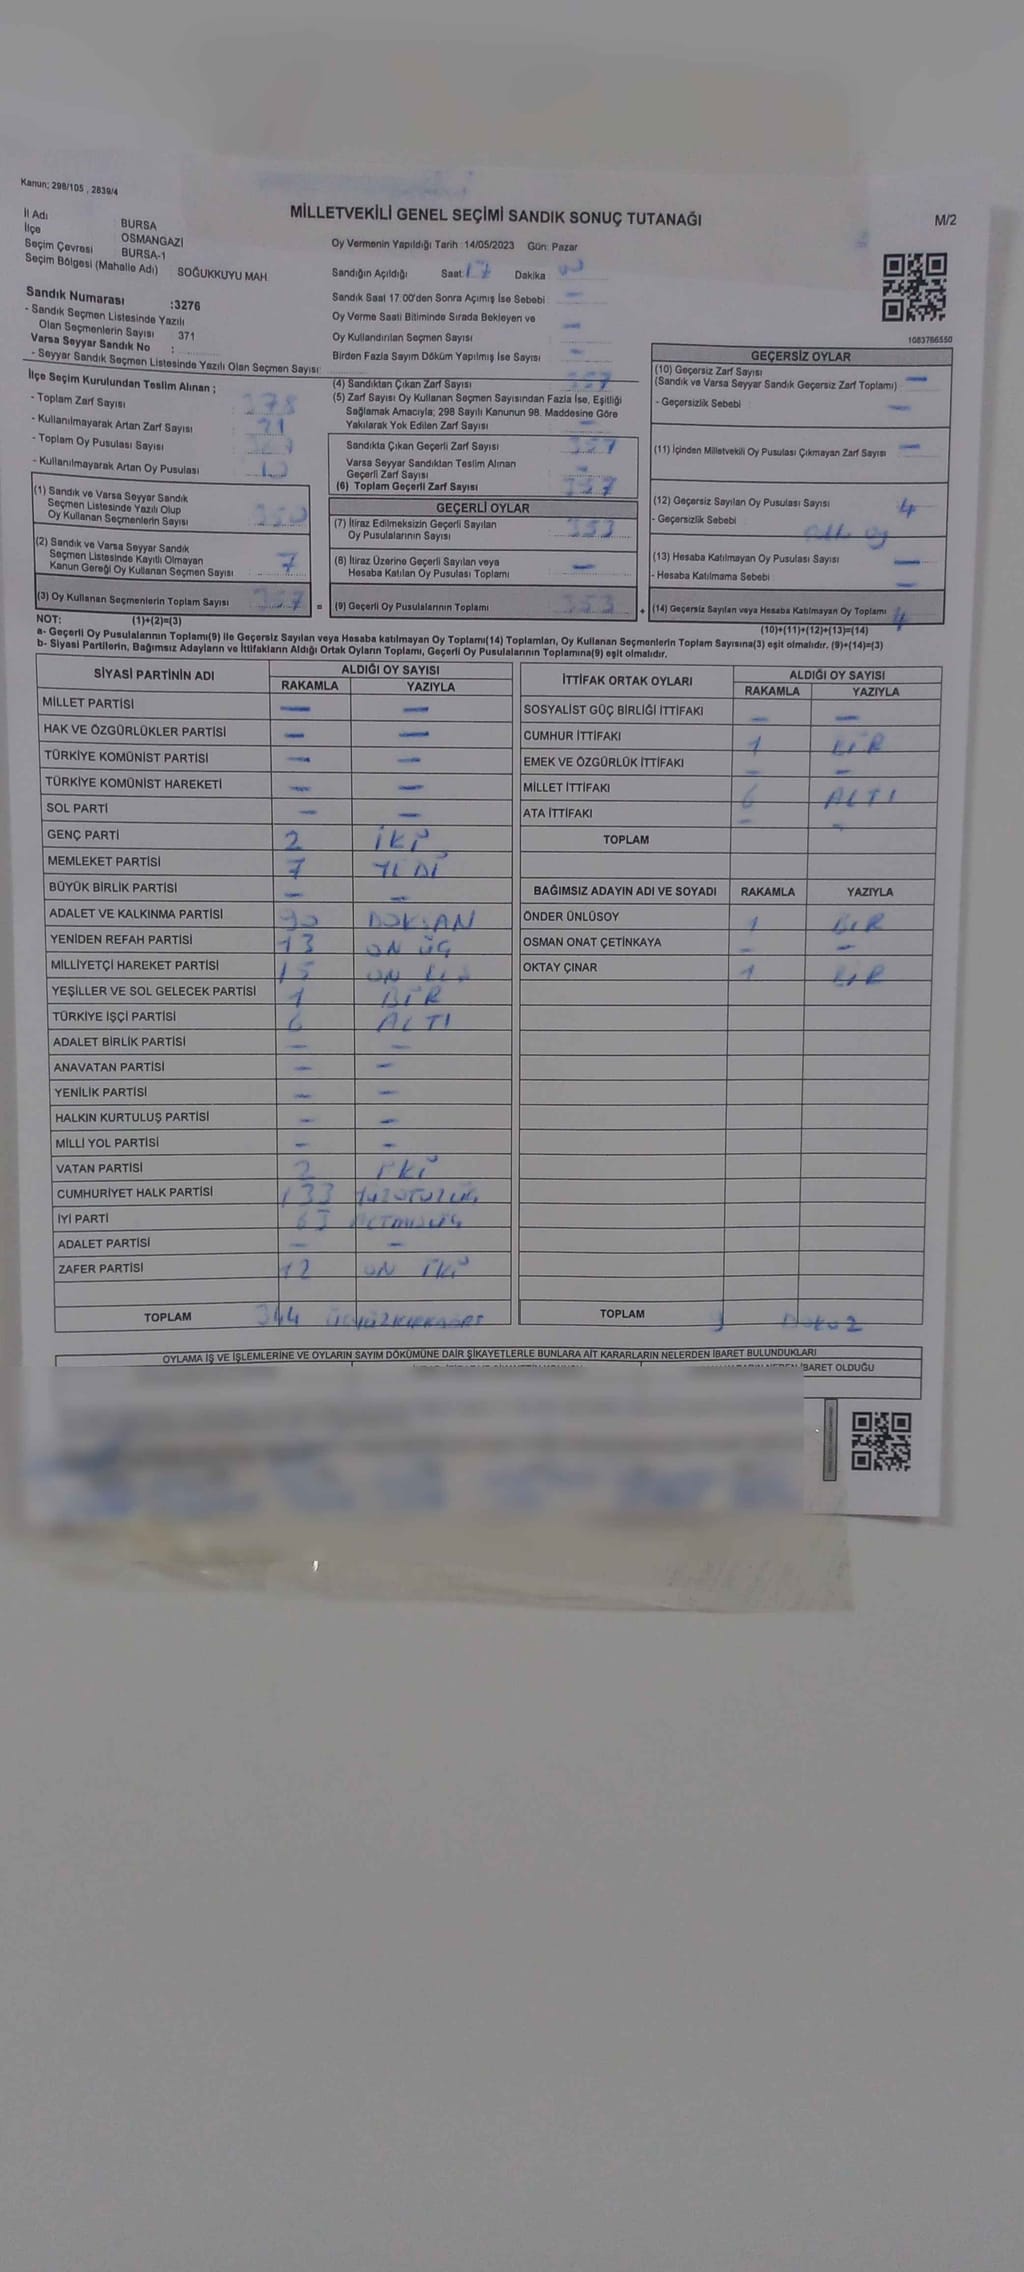 Kanun; 298/105 , 2839/4
MİLLETVEKİLİ GENEL SEÇİMİ SANDIK SONUÇ TUTANAĞI
M/2
İl Adı BURSA
İlçe OSMANGAZİ
Seçim Çevresi BURSA-1
Seçim Bölgesi (Mahalle Adı) SOĞUKKUYU MAH.
Oy Vermenin Yapıldığı Tarih :14/05/2023 Gün: Pazar
Sandığın Açıldığı Saat: 17 Dakika
Sandık Saat 17:00'den Sonra Açımış İse Sebebi : —
Oy Verme Saati Bitiminde Sırada Bekleyen ve
Oy Kullandırılan Seçmen Sayısı —
Birden Fazla Sayım Döküm Yapılmış İse Sayısı —
1083786550
Sandık Numarası :3276
- Sandık Seçmen Listesinde Yazılı
Olan Seçmenlerin Sayısı : 371
Varsa Seyyar Sandık No :
- Seyyar Sandık Seçmen Listesinde Yazılı Olan Seçmen Sayısı:
İlçe Seçim Kurulundan Teslim Alınan ;
- Toplam Zarf Sayısı : 378
- Kullanılmayarak Artan Zarf Sayısı : 21
- Toplam Oy Pusulası Sayısı :
- Kullanılmayarak Artan Oy Pusulası :
(1) Sandık ve Varsa Seyyar Sandık
Seçmen Listesinde Yazılı Olup
Oy Kullanan Seçmenlerin Sayısı : 350
(2) Sandık ve Varsa Seyyar Sandık
Seçmen Listesinde Kayıtlı Olmayan
Kanun Gereği Oy Kullanan Seçmen Sayısı : 7
(3) Oy Kullanan Seçmenlerin Toplam Sayısı 357
(4) Sandıktan Çıkan Zarf Sayısı : 357
(5) Zarf Sayısı Oy Kullanan Seçmen Sayısından Fazla İse, Eşitliği
Sağlamak Amacıyla; 298 Sayılı Kanunun 98. Maddesine Göre
Yakılarak Yok Edilen Zarf Sayısı : —
Sandıkta Çıkan Geçerli Zarf Sayısı : 357
Varsa Seyyar Sandıktan Teslim Alınan
Geçerli Zarf Sayısı : —
(6) Toplam Geçerli Zarf Sayısı : 357
GEÇERLİ OYLAR
(7) İtiraz Edilmeksizin Geçerli Sayılan
Oy Pusulalarının Sayısı : 353
(8) İtiraz Üzerine Geçerli Sayılan veya
Hesaba Katılan Oy Pusulası Toplamı : —
= (9) Geçerli Oy Pusulalarının Toplamı : 353
GEÇERSİZ OYLAR
(10) Geçersiz Zarf Sayısı —
(Sandık ve Varsa Seyyar Sandık Geçersiz Zarf Toplamı)
- Geçersizlik Sebebi : —
(11) İçinden Milletvekili Oy Pusulası Çıkmayan Zarf Sayısı —
(12) Geçersiz Sayılan Oy Pusulası Sayısı 4
- Geçersizlik Sebebi :
(13) Hesaba Katılmayan Oy Pusulası Sayısı —
- Hesaba Katılmama Sebebi : —
+ (14) Geçersiz Sayılan veya Hesaba Katılmayan Oy Toplamı 4
NOT: (1)+(2)=(3) (10)+(11)+(12)+(13)=(14)
a- Geçerli Oy Pusulalarının Toplamı(9) ile Geçersiz Sayılan veya Hesaba katılmayan Oy Toplamı(14) Toplamları, Oy Kullanan Seçmenlerin Toplam Sayısına(3) eşit olmalıdır. (9)+(14)=(3)
b- Siyasi Partilerin, Bağımsız Adayların ve İttifakların Aldığı Ortak Oyların Toplamı, Geçerli Oy Pusulalarının Toplamına(9) eşit olmalıdır.
SİYASİ PARTİNİN ADI ALDIĞI OY SAYISI
RAKAMLA YAZIYLA
MİLLET PARTİSİ — —
HAK VE ÖZGÜRLÜKLER PARTİSİ — —
TÜRKİYE KOMÜNİST PARTİSİ — —
TÜRKİYE KOMÜNİST HAREKETİ — —
SOL PARTİ — —
GENÇ PARTİ 2 İKİ
MEMLEKET PARTİSİ 7 YEDİ
BÜYÜK BİRLİK PARTİSİ — —
ADALET VE KALKINMA PARTİSİ 90 DOKSAN
YENİDEN REFAH PARTİSİ 13 ON ÜÇ
MİLLİYETÇİ HAREKET PARTİSİ 15 ON
YEŞİLLER VE SOL GELECEK PARTİSİ 1 BİR
TÜRKİYE İŞÇİ PARTİSİ 6 ALTI
ADALET BİRLİK PARTİSİ — —
ANAVATAN PARTİSİ — —
YENİLİK PARTİSİ — —
HALKIN KURTULUŞ PARTİSİ — —
MİLLİ YOL PARTİSİ — —
VATAN PARTİSİ 2 İKİ
CUMHURİYET HALK PARTİSİ 133 YÜZOTUZÜÇ
İYİ PARTİ 63 ALTMIŞÜÇ
ADALET PARTİSİ — —
ZAFER PARTİSİ 12 ON İKİ
TOPLAM 344 ÜÇYÜZKIRKDÖRT
İTTİFAK ORTAK OYLARI ALDIĞI OY SAYISI
RAKAMLA YAZIYLA
SOSYALİST GÜÇ BİRLİĞİ İTTİFAKI — —
CUMHUR İTTİFAKI 1 BİR
EMEK VE ÖZGÜRLÜK İTTİFAKI — —
MİLLET İTTİFAKI 6 ALTI
ATA İTTİFAKI — —
TOPLAM
BAĞIMSIZ ADAYIN ADI VE SOYADI RAKAMLA YAZIYLA
ÖNDER ÜNLÜSOY 1 BİR
OSMAN ONAT ÇETİNKAYA — —
OKTAY ÇINAR 1 BİR
TOPLAM 9 Dokuz
OYLAMA İŞ VE İŞLEMLERİNE VE OYLARIN SAYIM DÖKÜMÜNE DAİR ŞİKAYETLERLE BUNLARA AİT KARARLARIN NELERDEN İBARET BULUNDUKLARI
İBARET OLDUĞU